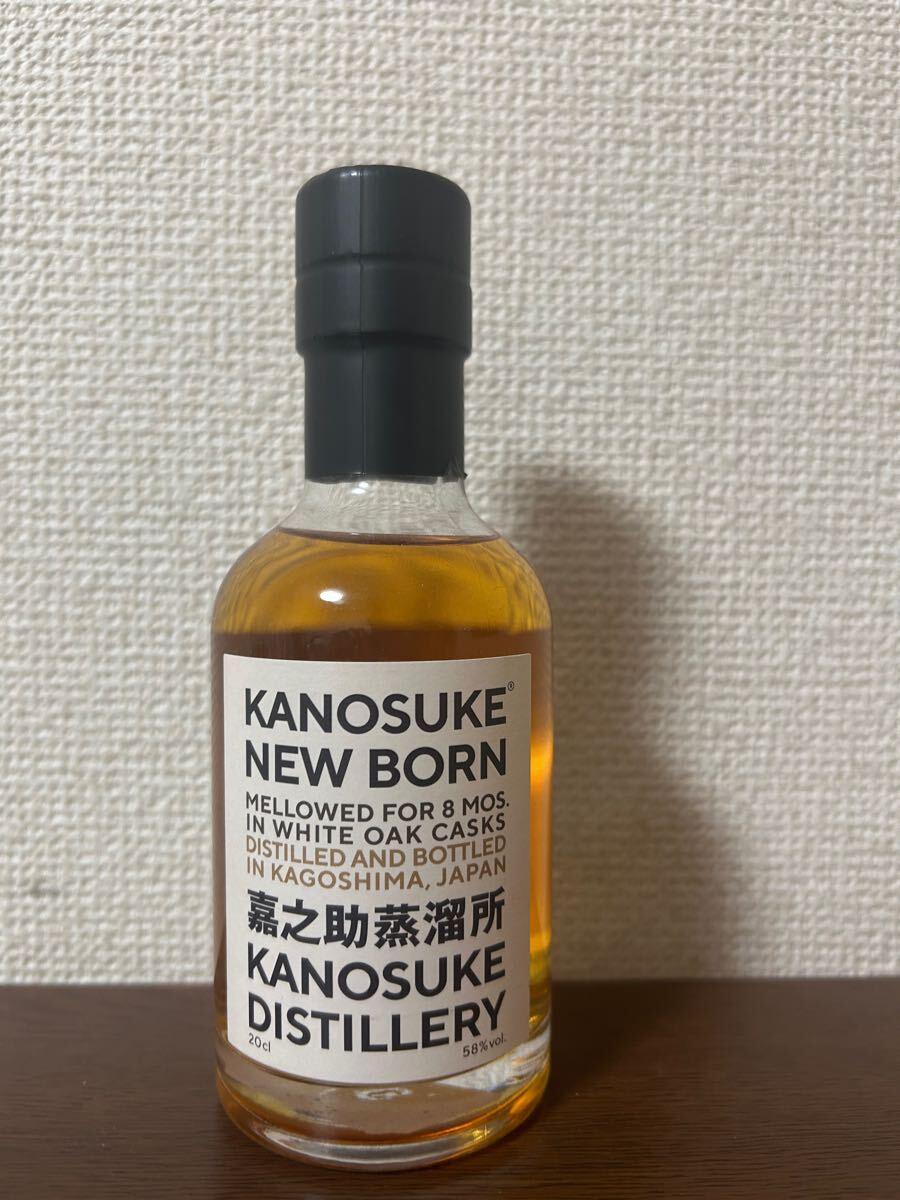 KANOSUKE®
NEW BORN
MELLOWED FOR 8 MOS.
IN WHITE OAK CASKS
DISTILLED AND BOTTLED
IN KAGOSHIMA, JAPAN
嘉之助蒸溜所
KANOSUKE
DISTILLERY
20cl 58%vol.